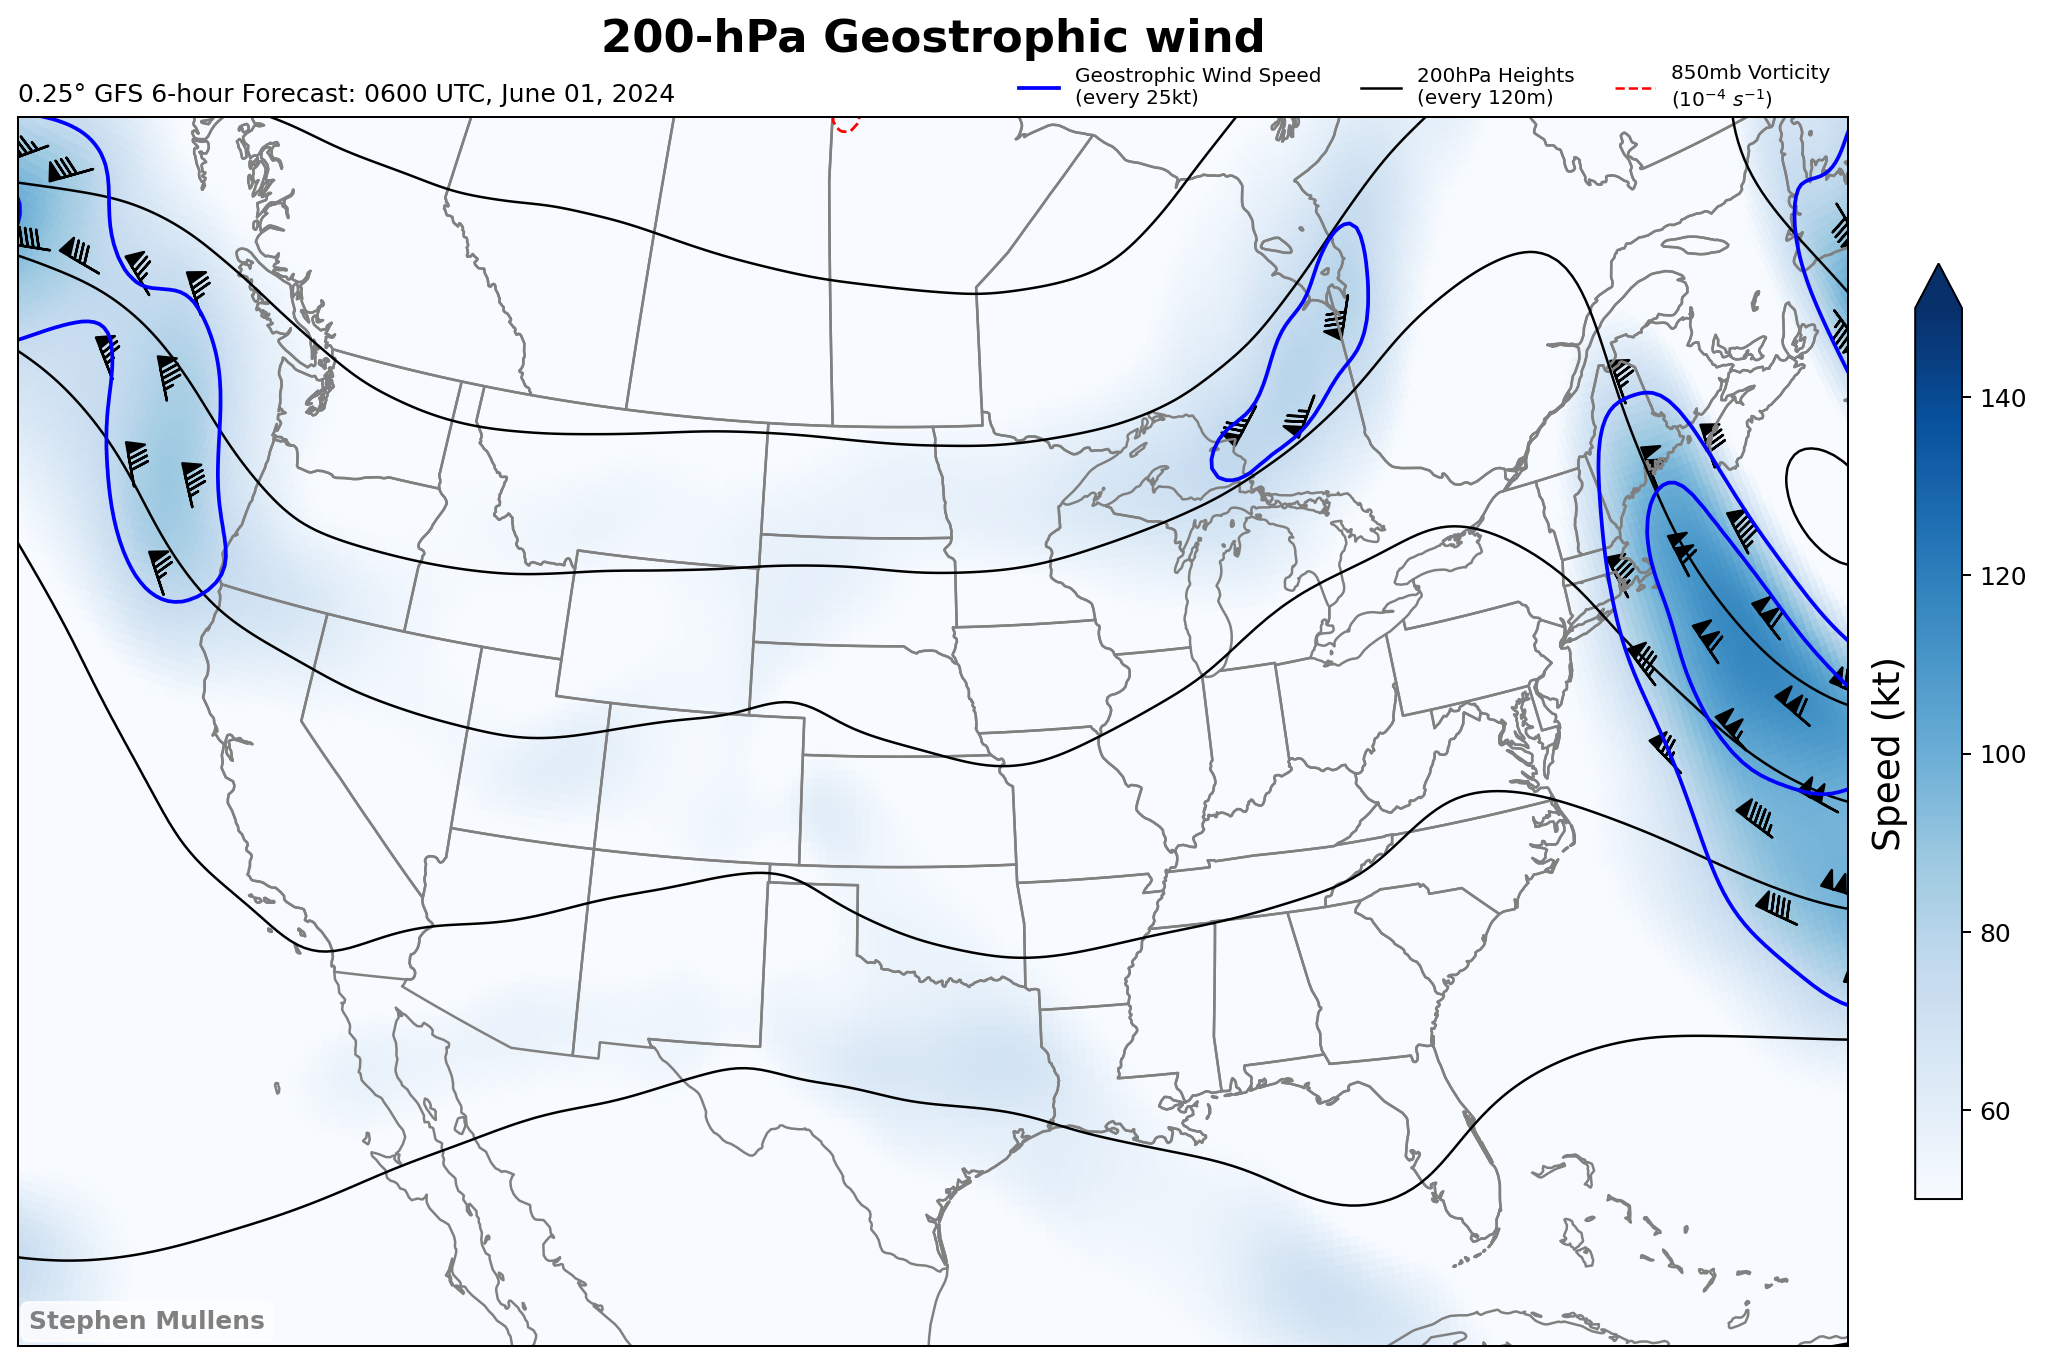 200-hPa Geostrophic wind
0.25° GFS 6-hour Forecast: 0600 UTC, June 01, 2024
Geostrophic Wind Speed
(every 25kt)
200hPa Heights
(every 120m)
850mb Vorticity
(10⁻⁴ s⁻¹)
140
120
100
80
60
Speed (kt)
Stephen Mullens